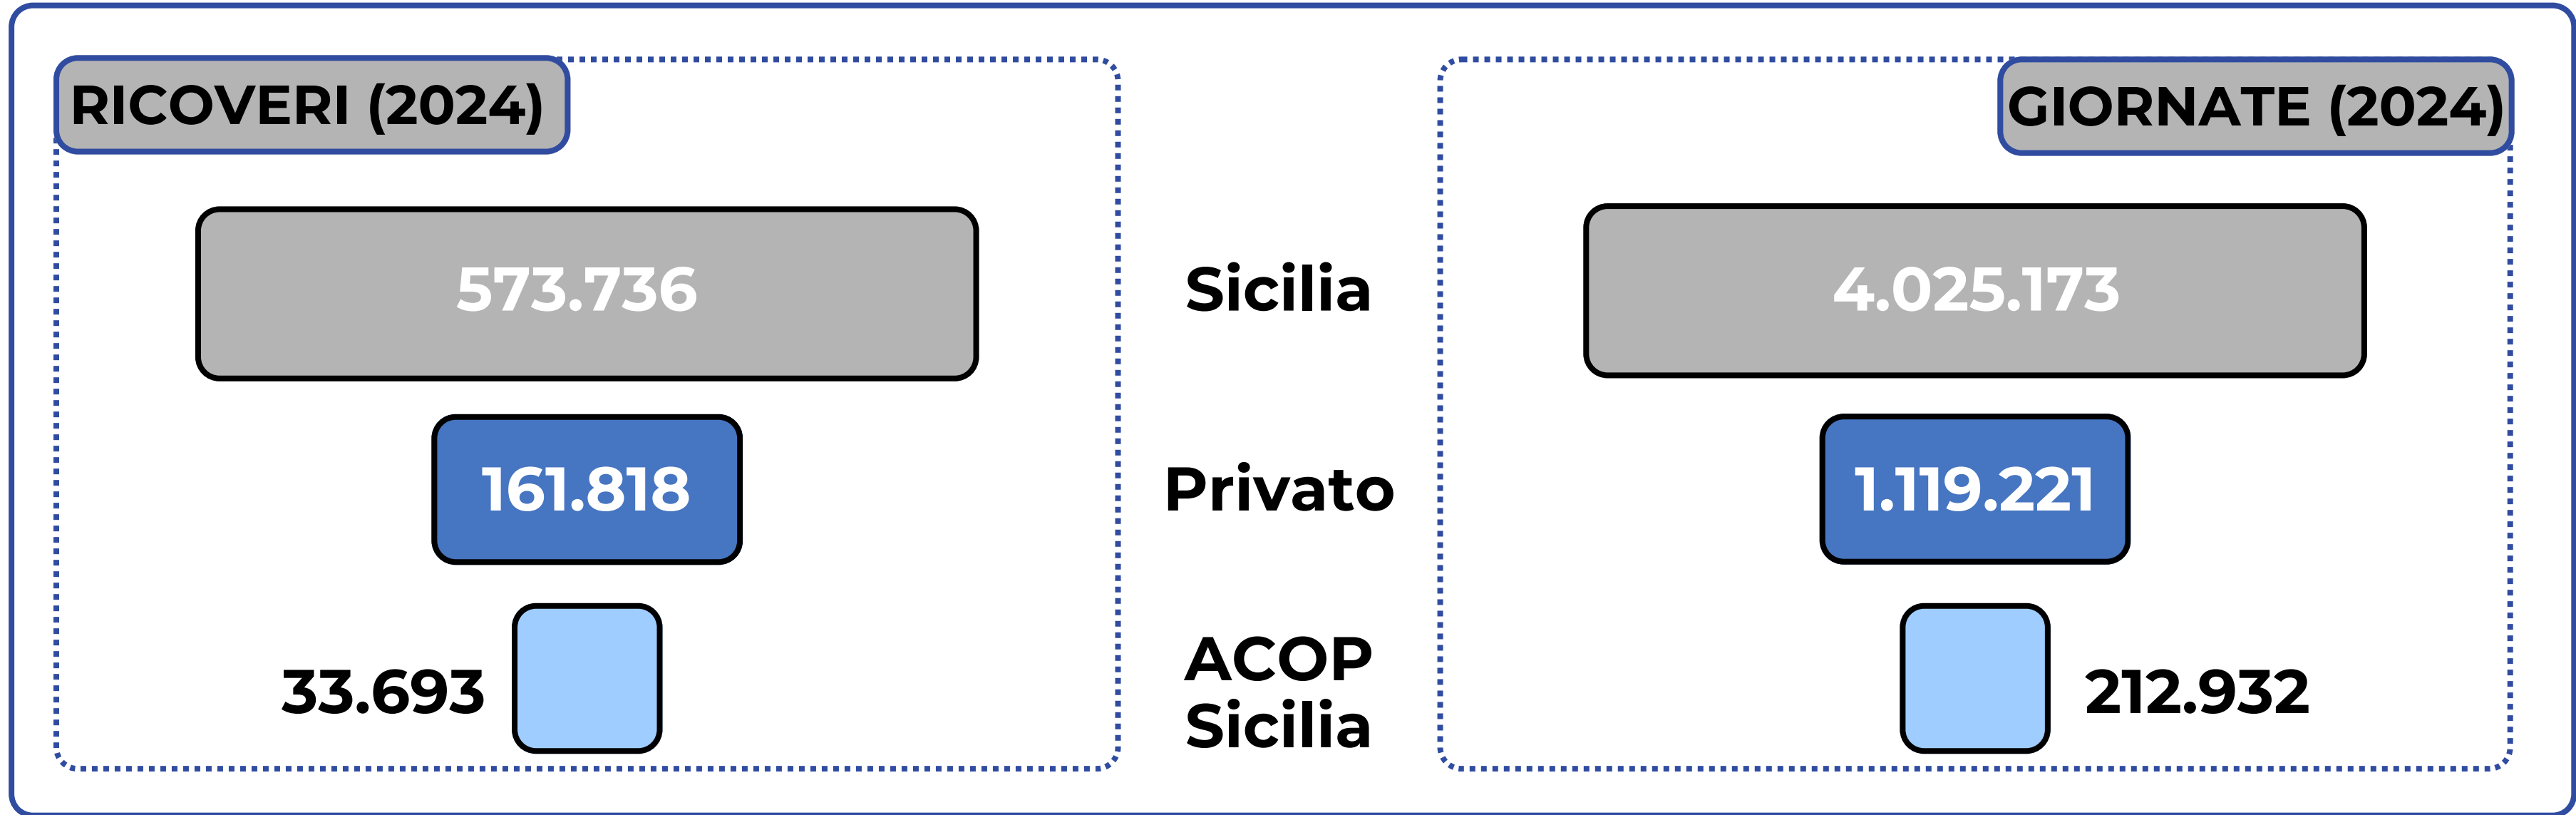 RICOVERI (2024)
GIORNATE (2024)
573.736
Sicilia
4.025.173
161.818
Privato
1.119.221
33.693
ACOP
Sicilia
212.932